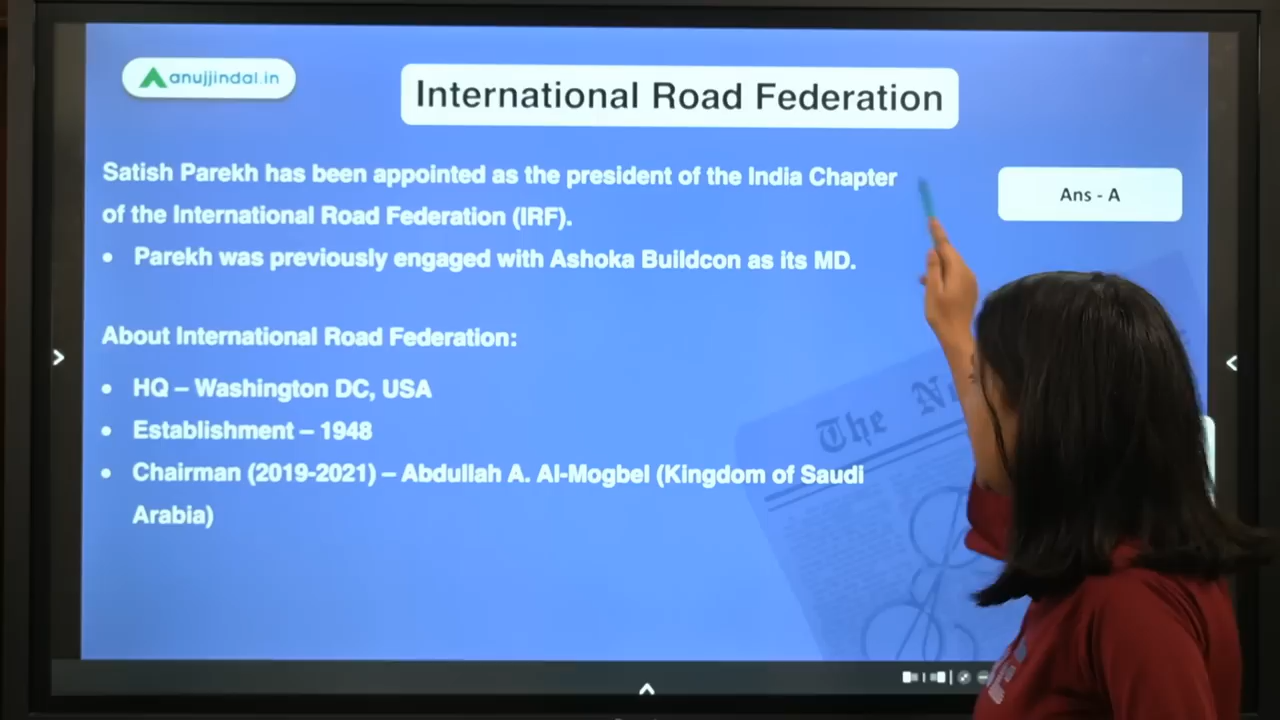 anujjindal.in
International Road Federation
Satish Parekh has been appointed as the president of the India Chapter
of the International Road Federation (IRF).
Ans - A
• Parekh was previously engaged with Ashoka Buildcon as its MD.
About International Road Federation:
• HQ – Washington DC, USA
• Establishment – 1948
• Chairman (2019-2021) – Abdullah A. Al-Mogbel (Kingdom of Saudi
Arabia)
The